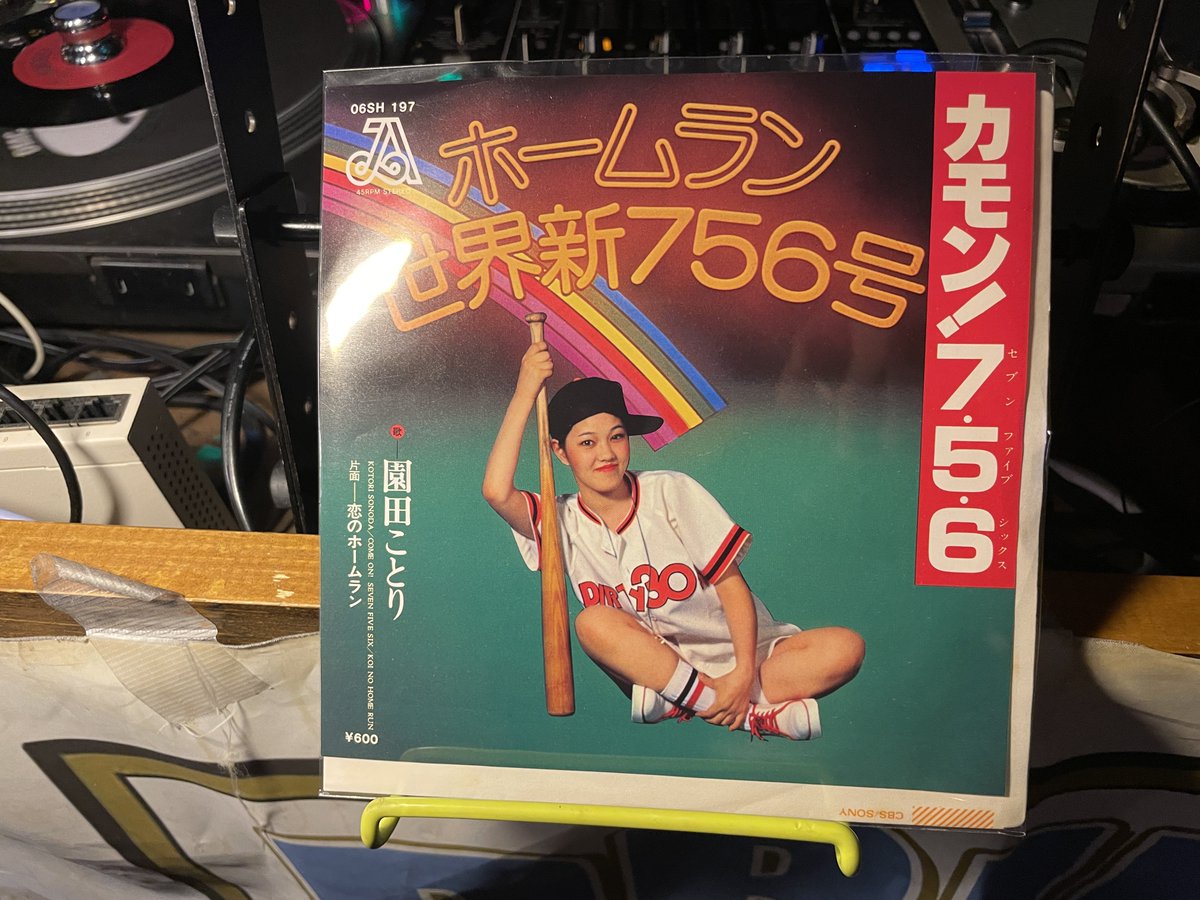 06SH 197
45RPM STEREO
ホームラン
世界新756号
カモン!7・5・6
セブン ファイブ シックス
歌
園田ことり
KOTORI SONODA/COME ON! SEVEN FIVE SIX/KOI NO HOME RUN
片面──恋のホームラン
¥600
CBS/SONY